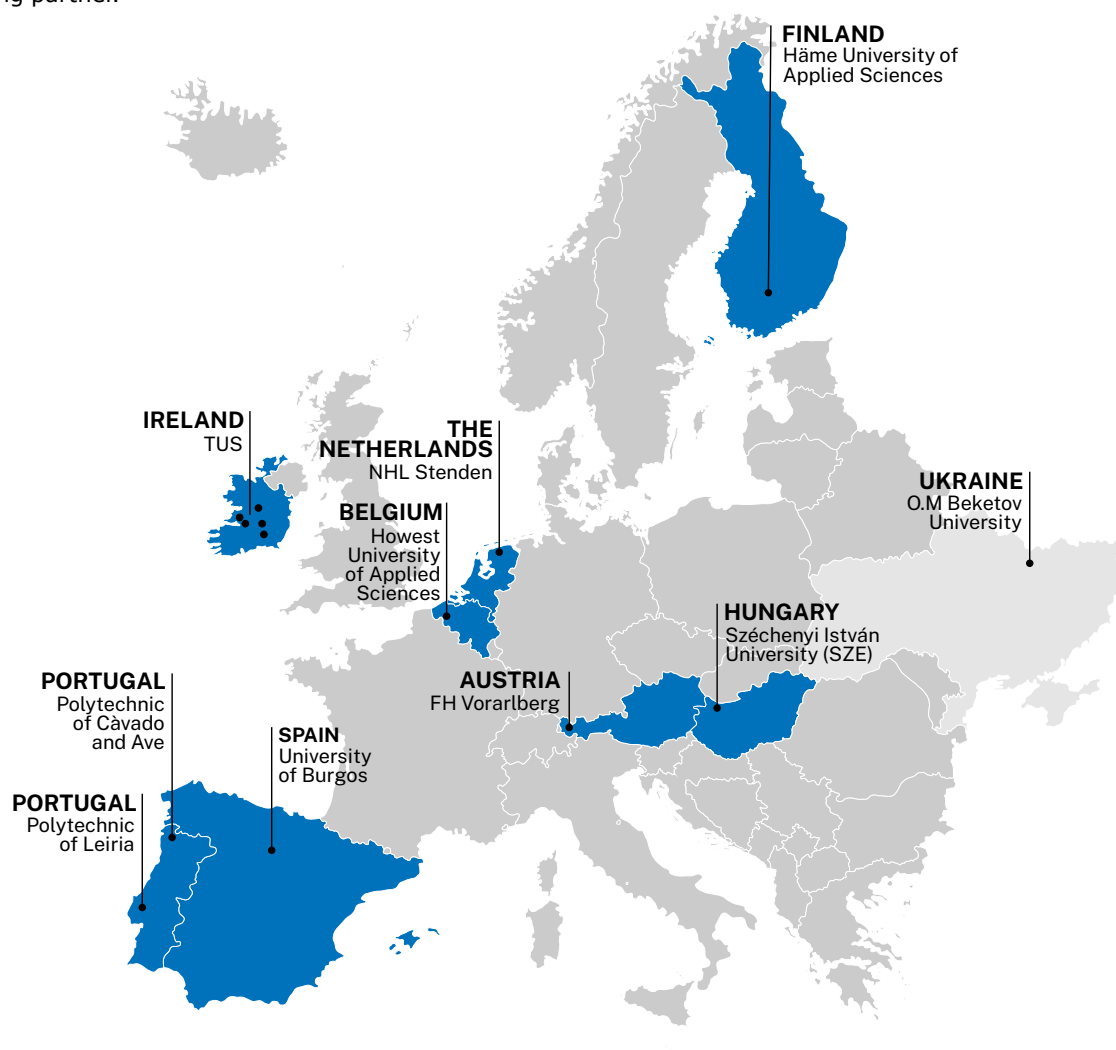 ng partner.
FINLAND
Häme University of
Applied Sciences
IRELAND
TUS
THE
NETHERLANDS
NHL Stenden
BELGIUM
Howest
University
of Applied
Sciences
UKRAINE
O.M Beketov
University
HUNGARY
Széchenyi István
University (SZE)
AUSTRIA
FH Vorarlberg
PORTUGAL
Polytechnic
of Càvado
and Ave
SPAIN
University
of Burgos
PORTUGAL
Polytechnic
of Leiria